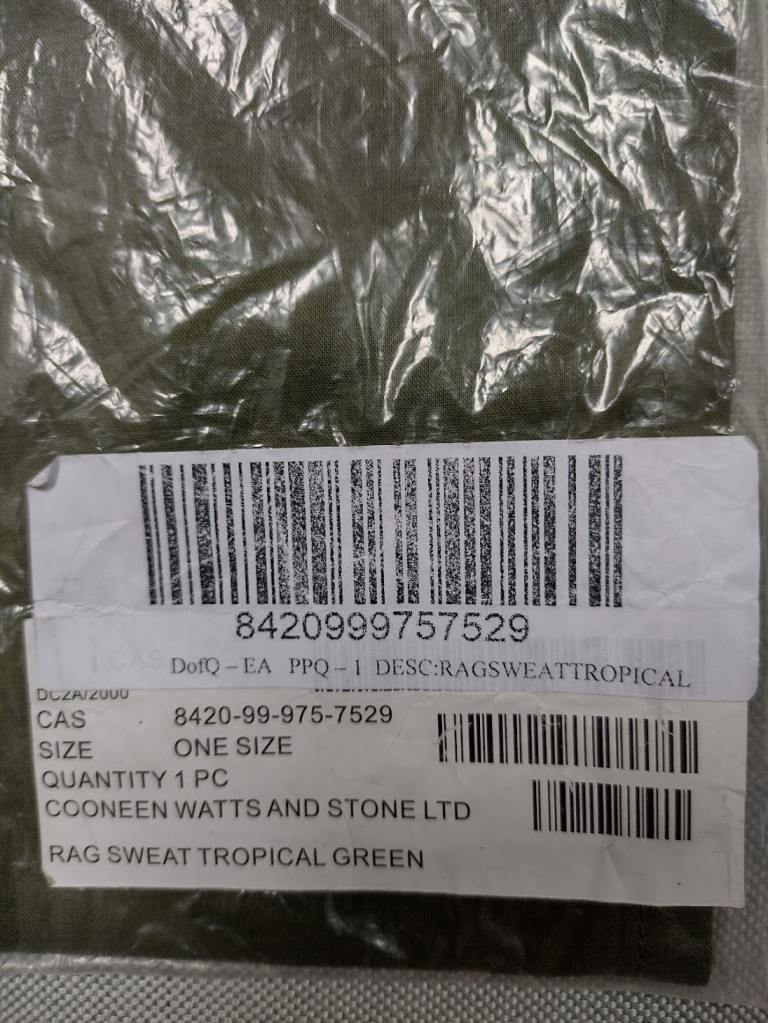 8420999757529
DofQ – EA PPQ – 1 DESC:RAGSWEATTROPICAL
DC2A/2000
CAS 8420-99-975-7529
SIZE ONE SIZE
QUANTITY 1 PC
COONEEN WATTS AND STONE LTD
RAG SWEAT TROPICAL GREEN